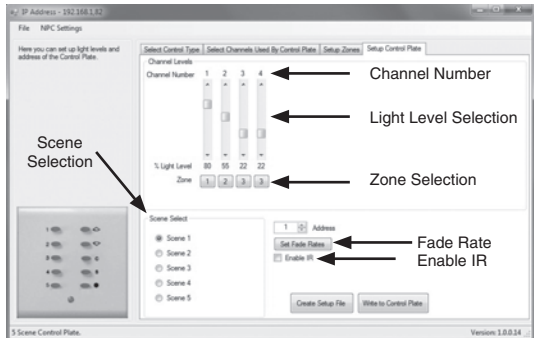 IP Address - 192.168.1.82
File NPC Settings
Here you can set up light levels and
address of the Control Plate.
Select Control Type Select Channels Used By Control Plate Setup Zones Setup Control Plate
Channel Levels
Channel Number 1 2 3 4
Channel Number
Light Level Selection
% Light Level 80 55 22 22
Zone 1 2 3 3
Zone Selection
Scene
Selection
Scene Select
Scene 1
Scene 2
Scene 3
Scene 4
Scene 5
1 Address
Set Fade Rates
Fade Rate
Enable IR
Enable IR
Create Setup File Write to Control Plate
1
2
3
4
5
5 Scene Control Plate.
Version: 1.0.0.14